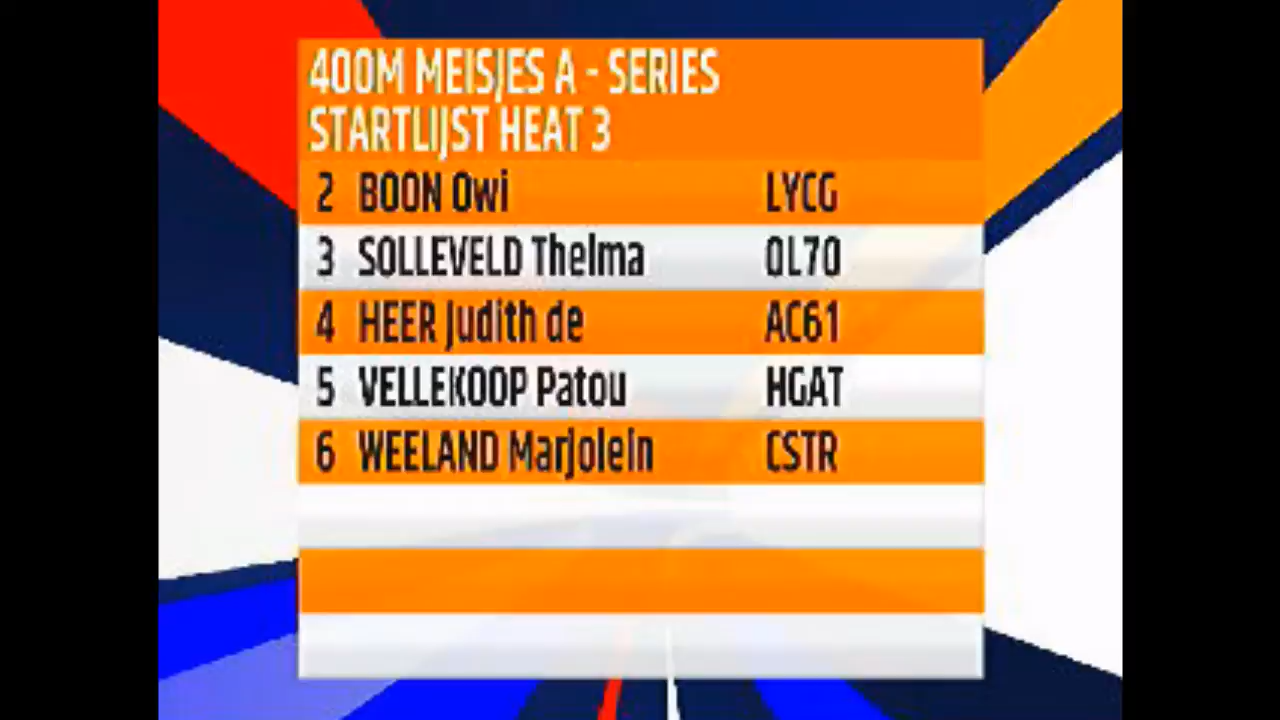 400M MEISJES A - SERIES
STARTLIJST HEAT 3
2 BOON Owi LYCG
3 SOLLEVELD Thelma OL70
4 HEER Judith de AC61
5 VELLEKOOP Patou HGAT
6 WEELAND Marjolein CSTR